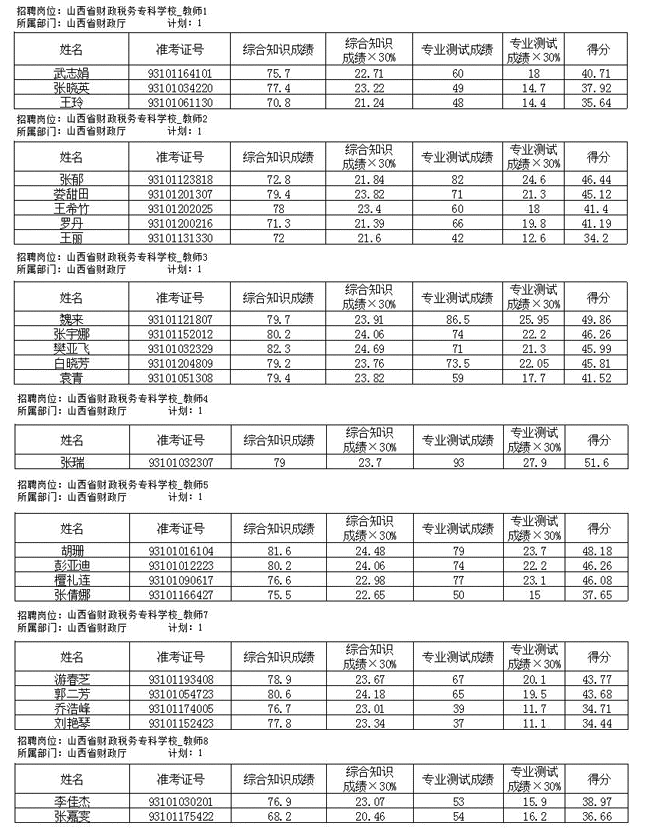 招聘岗位：山西省财政税务专科学校_教师1
所属部门：山西省财政厅 计划：1
姓名 准考证号 综合知识成绩 综合知识成绩×30% 专业测试成绩 专业测试成绩×30% 得分
武志娟 93101164101 75.7 22.71 60 18 40.71
张晓英 93101034220 77.4 23.22 49 14.7 37.92
王玲 93101061130 70.8 21.24 48 14.4 35.64
招聘岗位：山西省财政税务专科学校_教师2
所属部门：山西省财政厅 计划：1
姓名 准考证号 综合知识成绩 综合知识成绩×30% 专业测试成绩 专业测试成绩×30% 得分
张郁 93101123818 72.8 21.84 82 24.6 46.44
娄甜田 93101201307 79.4 23.82 71 21.3 45.12
王希竹 93101202025 78 23.4 60 18 41.4
罗丹 93101200216 71.3 21.39 66 19.8 41.19
王丽 93101131330 72 21.6 42 12.6 34.2
招聘岗位：山西省财政税务专科学校_教师3
所属部门：山西省财政厅 计划：1
姓名 准考证号 综合知识成绩 综合知识成绩×30% 专业测试成绩 专业测试成绩×30% 得分
魏来 93101121807 79.7 23.91 86.5 25.95 49.86
张宇娜 93101152012 80.2 24.06 74 22.2 46.26
樊亚飞 93101032329 82.3 24.69 71 21.3 45.99
白晓芳 93101204809 79.2 23.76 73.5 22.05 45.81
袁青 93101051308 79.4 23.82 59 17.7 41.52
招聘岗位：山西省财政税务专科学校_教师4
所属部门：山西省财政厅 计划：1
姓名 准考证号 综合知识成绩 综合知识成绩×30% 专业测试成绩 专业测试成绩×30% 得分
张瑞 93101032307 79 23.7 93 27.9 51.6
招聘岗位：山西省财政税务专科学校_教师5
所属部门：山西省财政厅 计划：1
姓名 准考证号 综合知识成绩 综合知识成绩×30% 专业测试成绩 专业测试成绩×30% 得分
胡珊 93101016104 81.6 24.48 79 23.7 48.18
彭亚迪 93101012223 80.2 24.06 74 22.2 46.26
檀礼连 93101090617 76.6 22.98 77 23.1 46.08
张倩娜 93101166427 75.5 22.65 50 15 37.65
招聘岗位：山西省财政税务专科学校_教师7
所属部门：山西省财政厅 计划：1
姓名 准考证号 综合知识成绩 综合知识成绩×30% 专业测试成绩 专业测试成绩×30% 得分
游春芝 93101193408 78.9 23.67 67 20.1 43.77
郭二芳 93101054723 80.6 24.18 65 19.5 43.68
乔浩峰 93101174005 76.7 23.01 39 11.7 34.71
刘艳琴 93101152423 77.8 23.34 37 11.1 34.44
招聘岗位：山西省财政税务专科学校_教师8
所属部门：山西省财政厅 计划：1
姓名 准考证号 综合知识成绩 综合知识成绩×30% 专业测试成绩 专业测试成绩×30% 得分
李佳杰 93101030201 76.9 23.07 53 15.9 38.97
张嘉雯 93101175422 68.2 20.46 54 16.2 36.66